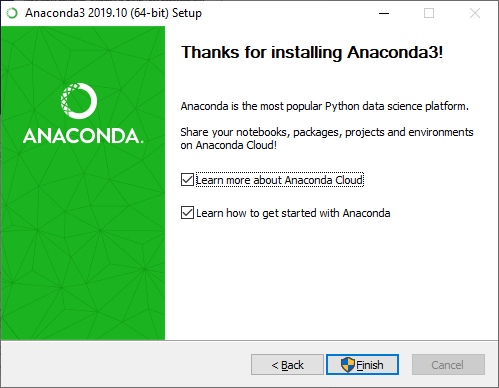 Anaconda3 2019.10 (64-bit) Setup
Thanks for installing Anaconda3!
ANACONDA.
Anaconda is the most popular Python data science platform.
Share your notebooks, packages, projects and environments
on Anaconda Cloud!
Learn more about Anaconda Cloud
Learn how to get started with Anaconda
< Back
Finish
Cancel